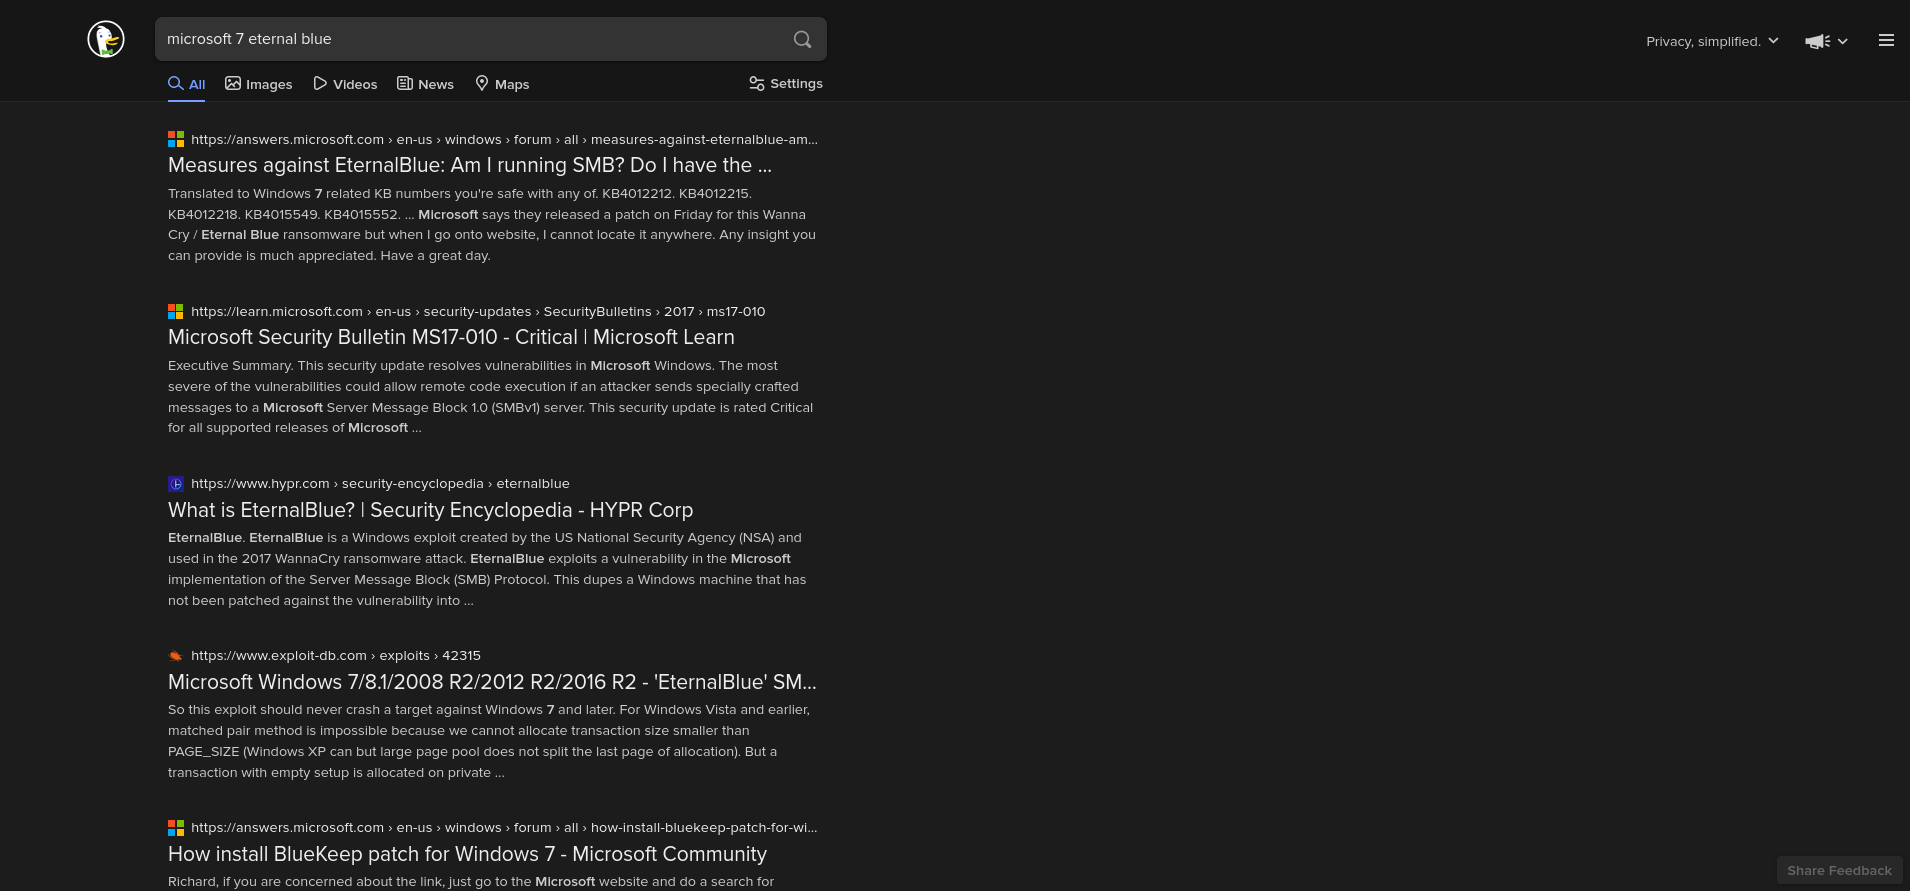 microsoft 7 eternal blue
Privacy, simplified.
All Images Videos News Maps Settings
https://answers.microsoft.com › en-us › windows › forum › all › measures-against-eternalblue-am...
Measures against EternalBlue: Am I running SMB? Do I have the ...
Translated to Windows 7 related KB numbers you're safe with any of. KB4012212. KB4012215.
KB4012218. KB4015549. KB4015552. ... Microsoft says they released a patch on Friday for this Wanna
Cry / Eternal Blue ransomware but when I go onto website, I cannot locate it anywhere. Any insight you
can provide is much appreciated. Have a great day.
https://learn.microsoft.com › en-us › security-updates › SecurityBulletins › 2017 › ms17-010
Microsoft Security Bulletin MS17-010 - Critical | Microsoft Learn
Executive Summary. This security update resolves vulnerabilities in Microsoft Windows. The most
severe of the vulnerabilities could allow remote code execution if an attacker sends specially crafted
messages to a Microsoft Server Message Block 1.0 (SMBv1) server. This security update is rated Critical
for all supported releases of Microsoft ...
https://www.hypr.com › security-encyclopedia › eternalblue
What is EternalBlue? | Security Encyclopedia - HYPR Corp
EternalBlue. EternalBlue is a Windows exploit created by the US National Security Agency (NSA) and
used in the 2017 WannaCry ransomware attack. EternalBlue exploits a vulnerability in the Microsoft
implementation of the Server Message Block (SMB) Protocol. This dupes a Windows machine that has
not been patched against the vulnerability into ...
https://www.exploit-db.com › exploits › 42315
Microsoft Windows 7/8.1/2008 R2/2012 R2/2016 R2 - 'EternalBlue' SM...
So this exploit should never crash a target against Windows 7 and later. For Windows Vista and earlier,
matched pair method is impossible because we cannot allocate transaction size smaller than
PAGE_SIZE (Windows XP can but large page pool does not split the last page of allocation). But a
transaction with empty setup is allocated on private ...
https://answers.microsoft.com › en-us › windows › forum › all › how-install-bluekeep-patch-for-wi...
How install BlueKeep patch for Windows 7 - Microsoft Community
Richard, if you are concerned about the link, just go to the Microsoft website and do a search for
Share Feedback